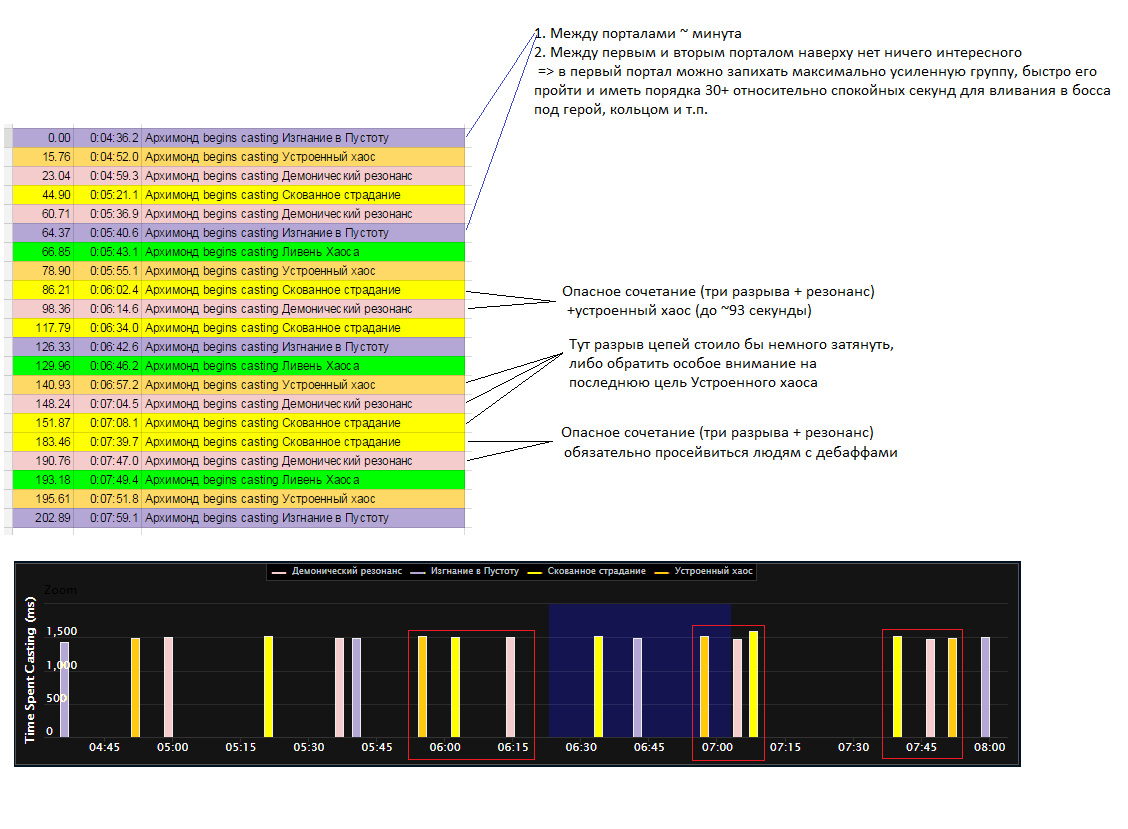 1. Между порталами ~ минута
2. Между первым и вторым порталом наверху нет ничего интересного
=> в первый портал можно запихать максимально усиленную группу, быстро его
пройти и иметь порядка 30+ относительно спокойных секунд для вливания в босса
под герой, кольцом и т.п.
0.00 0:04:36.2 Архимонд begins casting Изгнание в Пустоту
15.76 0:04:52.0 Архимонд begins casting Устроенный хаос
23.04 0:04:59.3 Архимонд begins casting Демонический резонанс
44.90 0:05:21.1 Архимонд begins casting Скованное страдание
60.71 0:05:36.9 Архимонд begins casting Демонический резонанс
64.37 0:05:40.6 Архимонд begins casting Изгнание в Пустоту
66.85 0:05:43.1 Архимонд begins casting Ливень Хаоса
78.90 0:05:55.1 Архимонд begins casting Устроенный хаос
86.21 0:06:02.4 Архимонд begins casting Скованное страдание
98.36 0:06:14.6 Архимонд begins casting Демонический резонанс
117.79 0:06:34.0 Архимонд begins casting Скованное страдание
126.33 0:06:42.6 Архимонд begins casting Изгнание в Пустоту
129.96 0:06:46.2 Архимонд begins casting Ливень Хаоса
140.93 0:06:57.2 Архимонд begins casting Устроенный хаос
148.24 0:07:04.5 Архимонд begins casting Демонический резонанс
151.87 0:07:08.1 Архимонд begins casting Скованное страдание
183.46 0:07:39.7 Архимонд begins casting Скованное страдание
190.76 0:07:47.0 Архимонд begins casting Демонический резонанс
193.18 0:07:49.4 Архимонд begins casting Ливень Хаоса
195.61 0:07:51.8 Архимонд begins casting Устроенный хаос
202.89 0:07:59.1 Архимонд begins casting Изгнание в Пустоту
Опасное сочетание (три разрыва + резонанс)
+устроенный хаос (до ~93 секунды)
Тут разрыв цепей стоило бы немного затянуть,
либо обратить особое внимание на
последнюю цель Устроенного хаоса
Опасное сочетание (три разрыва + резонанс)
обязательно просейвиться людям с дебаффами
Демонический резонанс Изгнание в Пустоту Скованное страдание Устроенный хаос
Zoom
Time Spent Casting (ms)
1,500
1,000
500
0
04:45 05:00 05:15 05:30 05:45 06:00 06:15 06:30 06:45 07:00 07:15 07:30 07:45 08:00